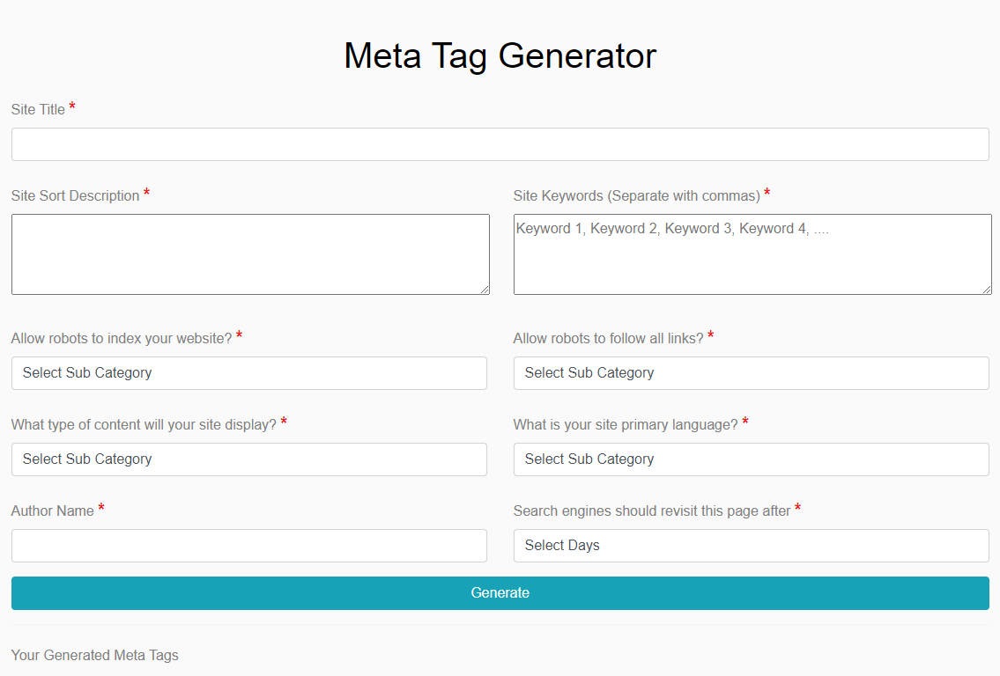 Meta Tag Generator
Site Title *
Site Sort Description *
Site Keywords (Separate with commas) *
Keyword 1, Keyword 2, Keyword 3, Keyword 4, ....
Allow robots to index your website? *
Allow robots to follow all links? *
Select Sub Category
Select Sub Category
What type of content will your site display? *
What is your site primary language? *
Select Sub Category
Select Sub Category
Author Name *
Search engines should revisit this page after *
Select Days
Generate
Your Generated Meta Tags